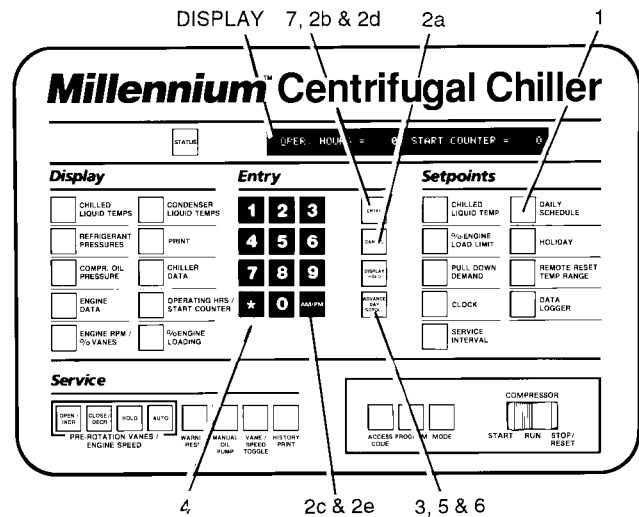 DISPLAY 7, 2b & 2d 2a 1
Millennium™ Centrifugal Chiller
STATUS
OPER. HOURS = 0 START COUNTER = 0
Display
CHILLED LIQUID TEMPS
CONDENSER LIQUID TEMPS
REFRIGERANT PRESSURES
PRINT
COMPR. OIL PRESSURE
CHILLER DATA
ENGINE DATA
OPERATING HRS / START COUNTER
ENGINE RPM / % VANES
% ENGINE LOADING
Entry
1 2 3
4 5 6
7 8 9
* 0 AM/PM
ENTER
CANCEL
DISPLAY HOLD
ADVANCE DAY SCROLL
Setpoints
CHILLED LIQUID TEMP
DAILY SCHEDULE
% ENGINE LOAD LIMIT
HOLIDAY
PULL DOWN DEMAND
REMOTE RESET TEMP RANGE
CLOCK
DATA LOGGER
SERVICE INTERVAL
Service
OPEN / INCR
CLOSE / DECR
HOLD
AUTO
PRE-ROTATION VANES / ENGINE SPEED
MANUAL OIL PUMP
VANE / SPEED TOGGLE
HISTORY PRINT
ACCESS CODE
PROGRAM
MODE
COMPRESSOR
START RUN STOP/ RESET
4 2c & 2e 3, 5 & 6